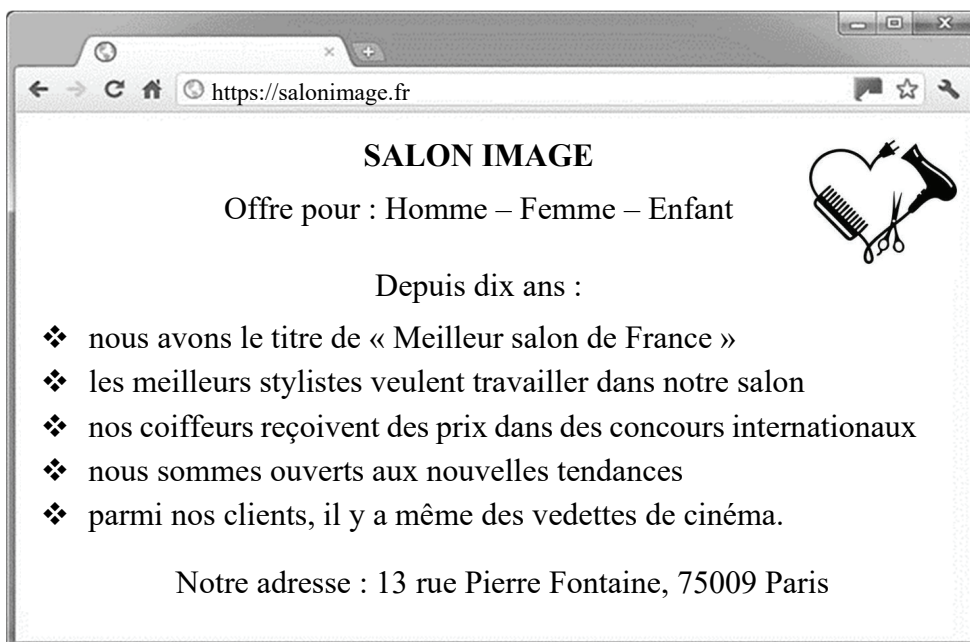 https://salonimage.fr
SALON IMAGE
Offre pour : Homme – Femme – Enfant
Depuis dix ans :
❖ nous avons le titre de « Meilleur salon de France »
❖ les meilleurs stylistes veulent travailler dans notre salon
❖ nos coiffeurs reçoivent des prix dans des concours internationaux
❖ nous sommes ouverts aux nouvelles tendances
❖ parmi nos clients, il y a même des vedettes de cinéma.
Notre adresse : 13 rue Pierre Fontaine, 75009 Paris